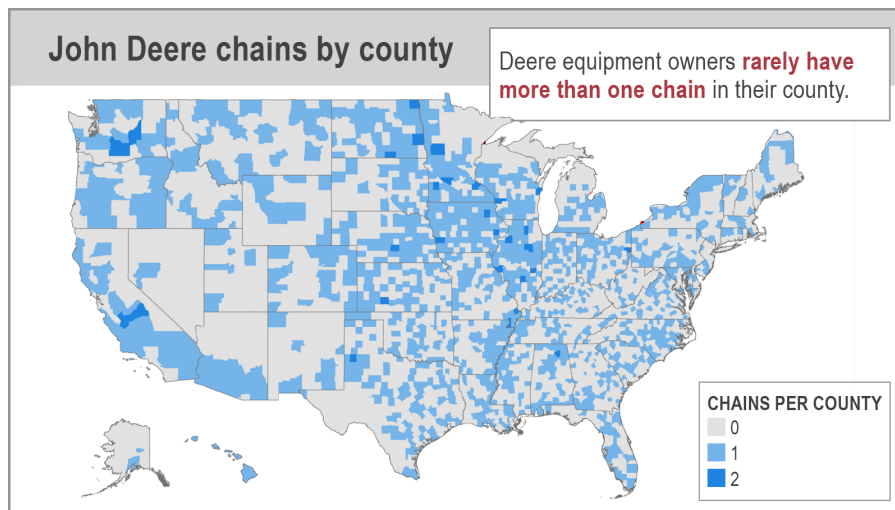 John Deere chains by county
Deere equipment owners rarely have
more than one chain in their county.
CHAINS PER COUNTY
0
1
2